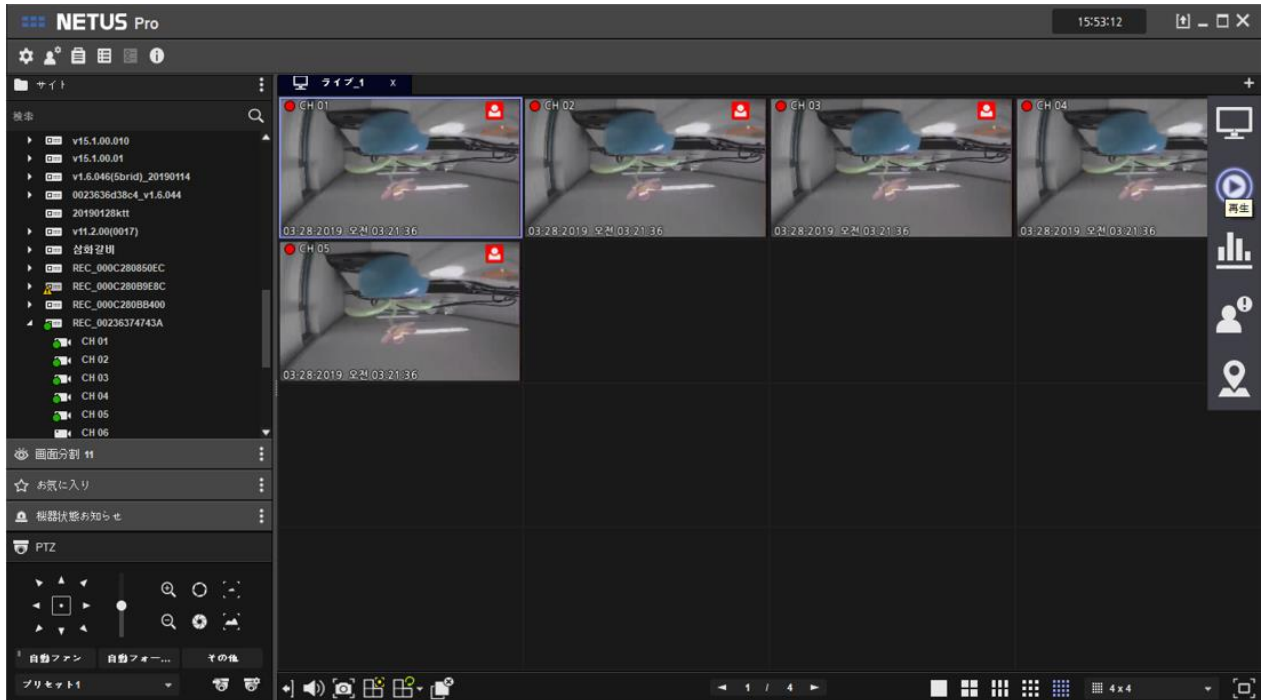 NETUS Pro
15:53:12
サイト
ライブ_1 x
+
検索
v15.1.00.010
v15.1.00.01
v1.6.046(5brid)_20190114
0023636d38c4_v1.6.044
20190128ktt
v11.2.00(0017)
삼화갈비
REC_000C280850EC
REC_000C280B9E8C
REC_000C280BB400
REC_00236374743A
CH 01
CH 02
CH 03
CH 04
CH 05
CH 06
画面分割 11
お気に入り
機器状態お知らせ
PTZ
自動ファン 自動フォー... その他
プリセット1
CH 01
03-28-2019 오전 03:21:36
CH 02
03-28-2019 오전 03:21:36
CH 03
03-28-2019 오전 03:21:36
CH 04
03-28-2019 오전 03:21:36
CH 05
03-28-2019 오전 03:21:36
再生
1 / 4
4 x 4